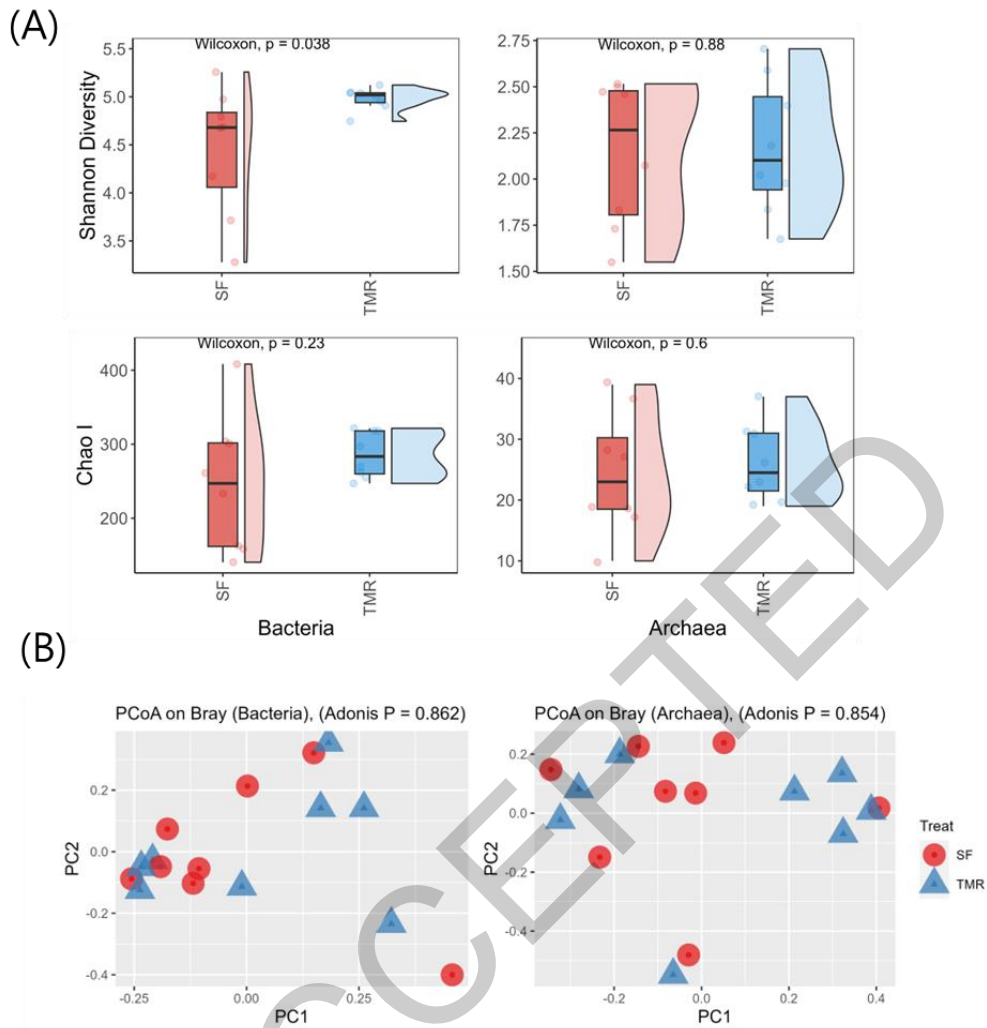 (A)
Wilcoxon, p = 0.038
Wilcoxon, p = 0.88
Shannon Diversity
5.5
5.0
4.5
4.0
3.5
2.75
2.50
2.25
2.00
1.75
1.50
SF
TMR
SF
TMR
Wilcoxon, p = 0.23
Wilcoxon, p = 0.6
Chao I
400
300
200
40
30
20
10
SF
TMR
SF
TMR
Bacteria
Archaea
(B)
PCoA on Bray (Bacteria), (Adonis P = 0.862)
PCoA on Bray (Archaea), (Adonis P = 0.854)
PC2
0.2
0.0
-0.2
-0.4
-0.25
0.00
0.25
PC1
PC2
0.2
0.0
-0.2
-0.4
-0.2
0.0
0.2
0.4
PC1
Treat
SF
TMR
CCEPTED